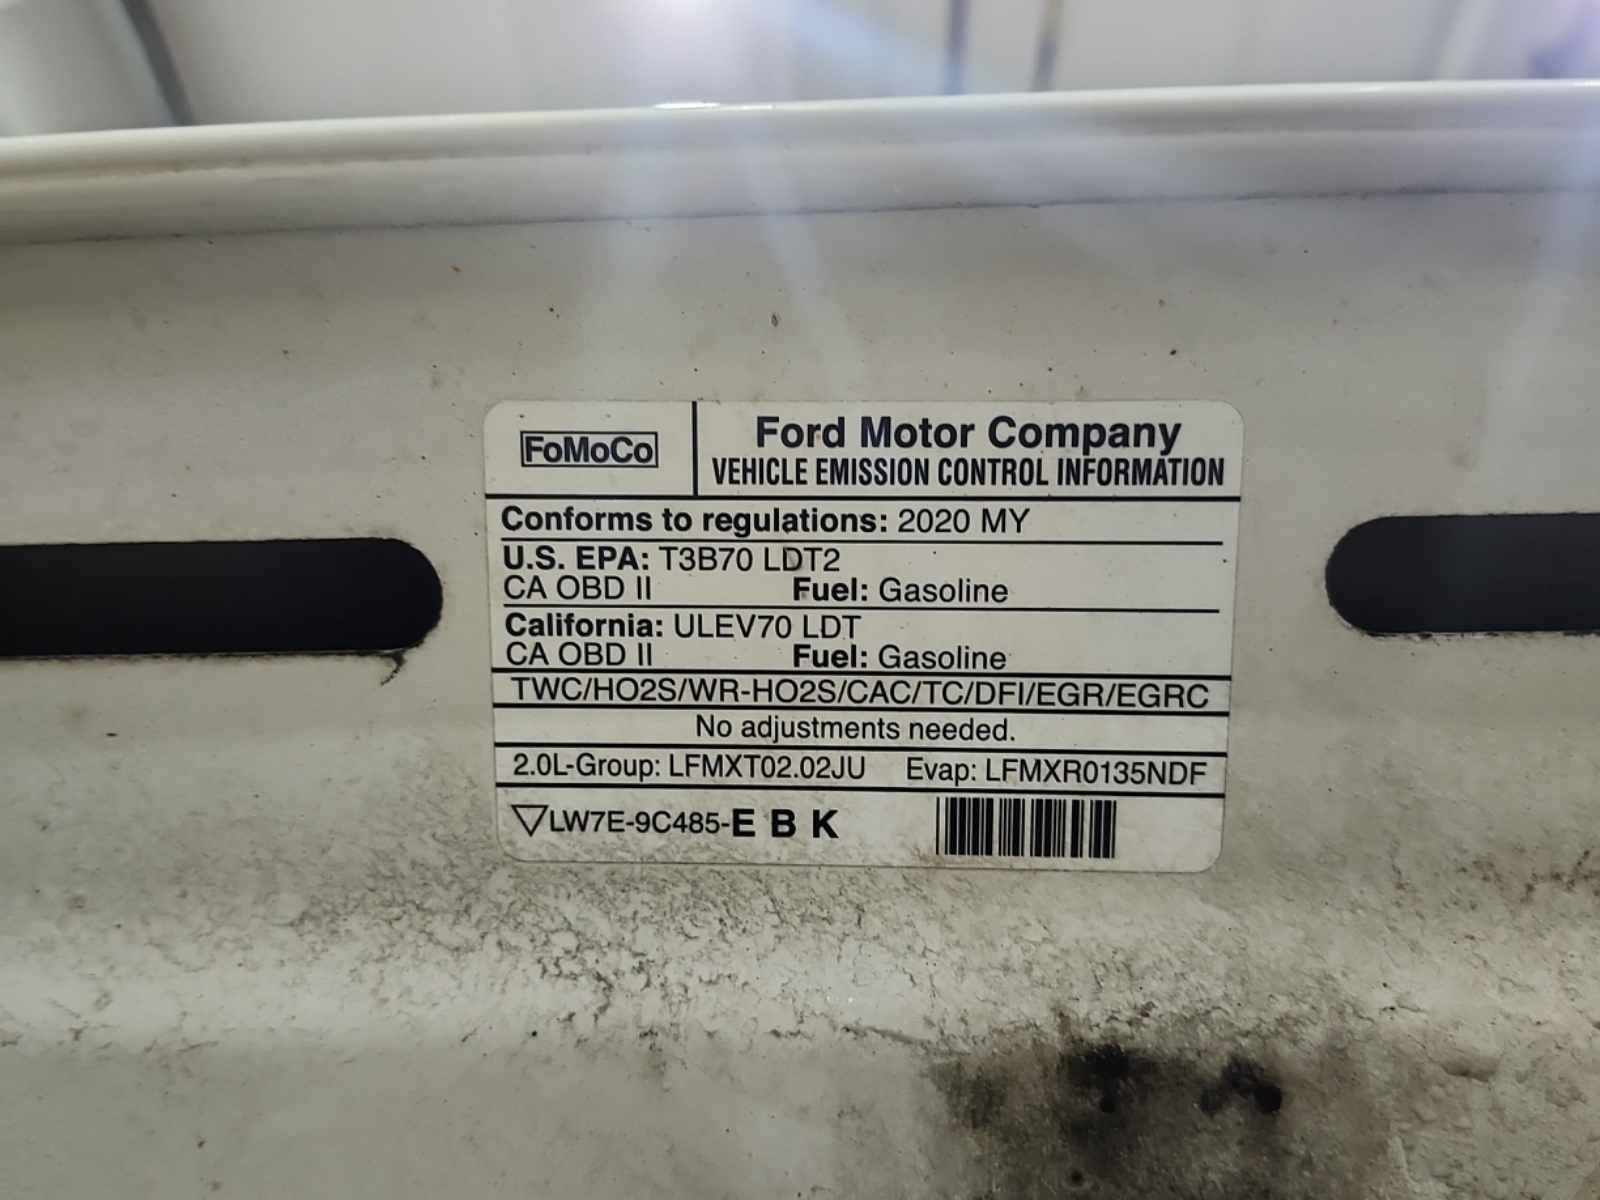 FoMoCo
Ford Motor Company
VEHICLE EMISSION CONTROL INFORMATION
Conforms to regulations: 2020 MY
U.S. EPA: T3B70 LDT2
CA OBD II Fuel: Gasoline
California: ULEV70 LDT
CA OBD II Fuel: Gasoline
TWC/HO2S/WR-HO2S/CAC/TC/DFI/EGR/EGRC
No adjustments needed.
2.0L-Group: LFMXT02.02JU Evap: LFMXR0135NDF
LW7E-9C485-E B K